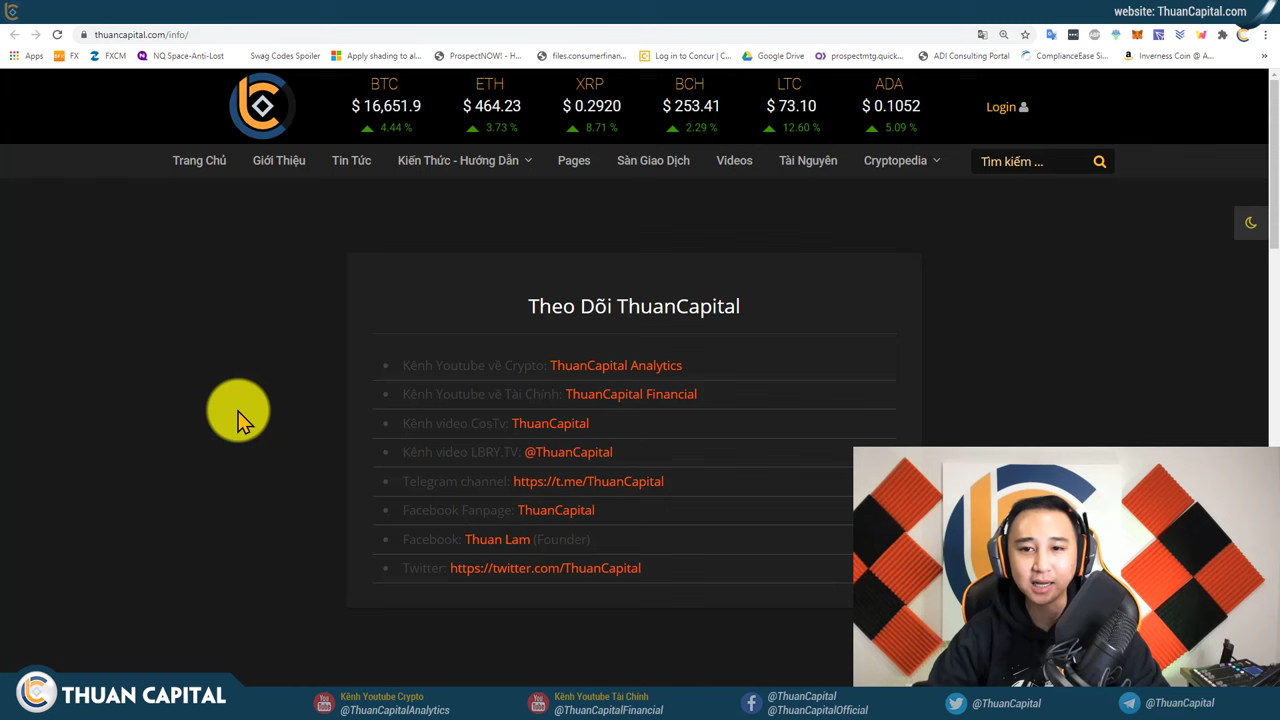 website: ThuanCapital.com
thuancapital.com/info/
Apps FX FXCM NQ Space-Anti-Lost Swag Codes Spoiler Apply shading to al... ProspectNOW! - Ch... files.consumerfinan... Log in to Concur | C... Google Drive prospectmtg.quick... ADI Consulting Portal ComplianceEase Si... Inverness Coin @ A...
BTC ETH XRP BCH LTC ADA
$ 16,651.9 $ 464.23 $ 0.2920 $ 253.41 $ 73.10 $ 0.1052
4.44 % 3.73 % 8.71 % 2.29 % 12.60 % 5.09 %
Login
Trang Chủ Giới Thiệu Tin Tức Kiến Thức - Hướng Dẫn Pages Sàn Giao Dịch Videos Tài Nguyên Cryptopedia Tìm kiếm ...
Theo Dõi ThuanCapital
Kênh Youtube về Crypto: ThuanCapital Analytics
Kênh Youtube về Tài Chính: ThuanCapital Financial
Kênh video CosTv: ThuanCapital
Kênh video LBRY.TV: @ThuanCapital
Telegram channel: https://t.me/ThuanCapital
Facebook Fanpage: ThuanCapital
Facebook: Thuan Lam (Founder)
Twitter: https://twitter.com/ThuanCapital
THUAN CAPITAL
Kênh Youtube Crypto
@ThuanCapitalAnalytics
Kênh Youtube Tài Chính
@ThuanCapitalFinancial
@ThuanCapital
@ThuanCapitalOfficial
@ThuanCapital
@ThuanCapital